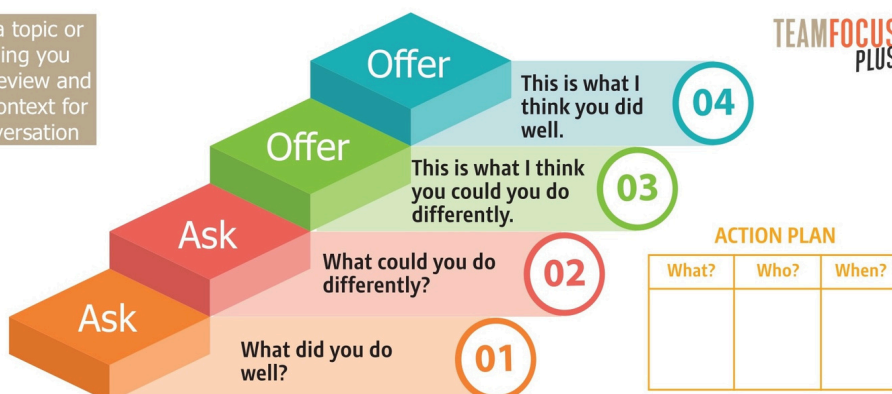 a topic or
ing you
eview and
ontext for
versation
TEAMFOCUS
PLUS
Offer
This is what I
think you did
well.
04
Offer
This is what I think
you could you do
differently.
03
Ask
What could you do
differently?
02
Ask
What did you do
well?
01
ACTION PLAN
What? Who? When?